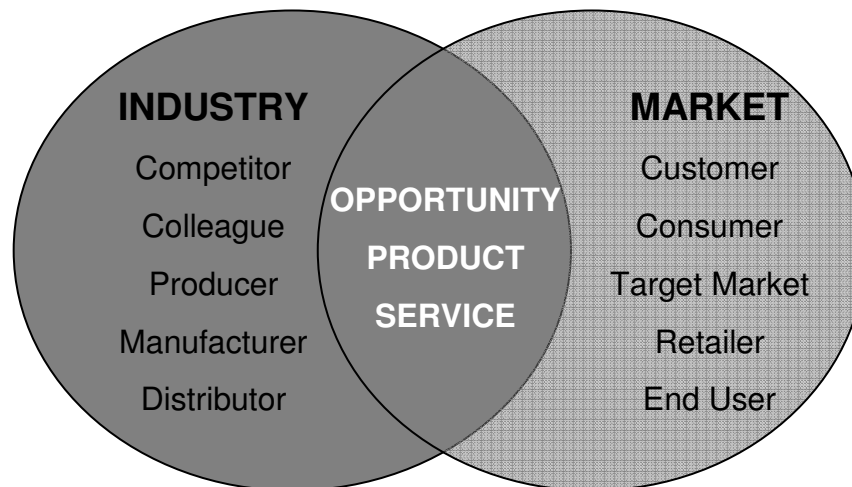 INDUSTRY
Competitor
Colleague
Producer
Manufacturer
Distributor
OPPORTUNITY
PRODUCT
SERVICE
MARKET
Customer
Consumer
Target Market
Retailer
End User